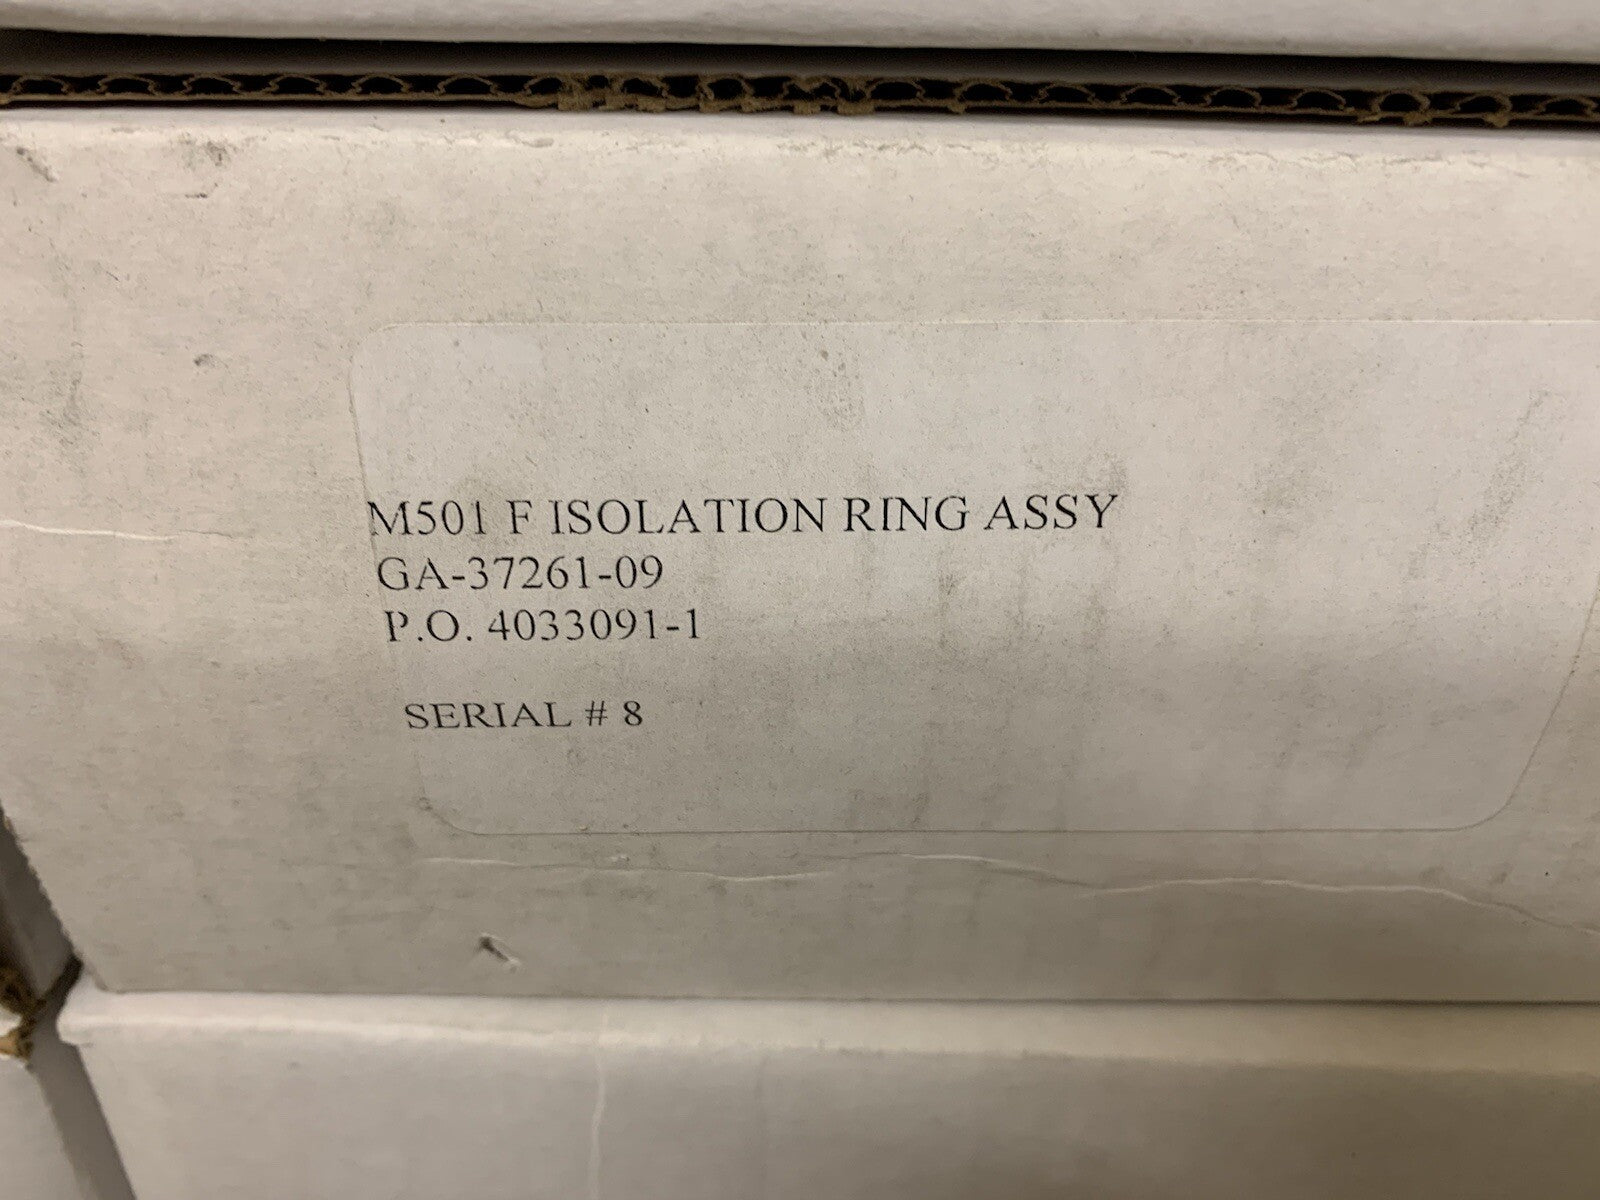 M501 F ISOLATION RING ASSY
GA-37261-09
P.O. 4033091-1
SERIAL # 8